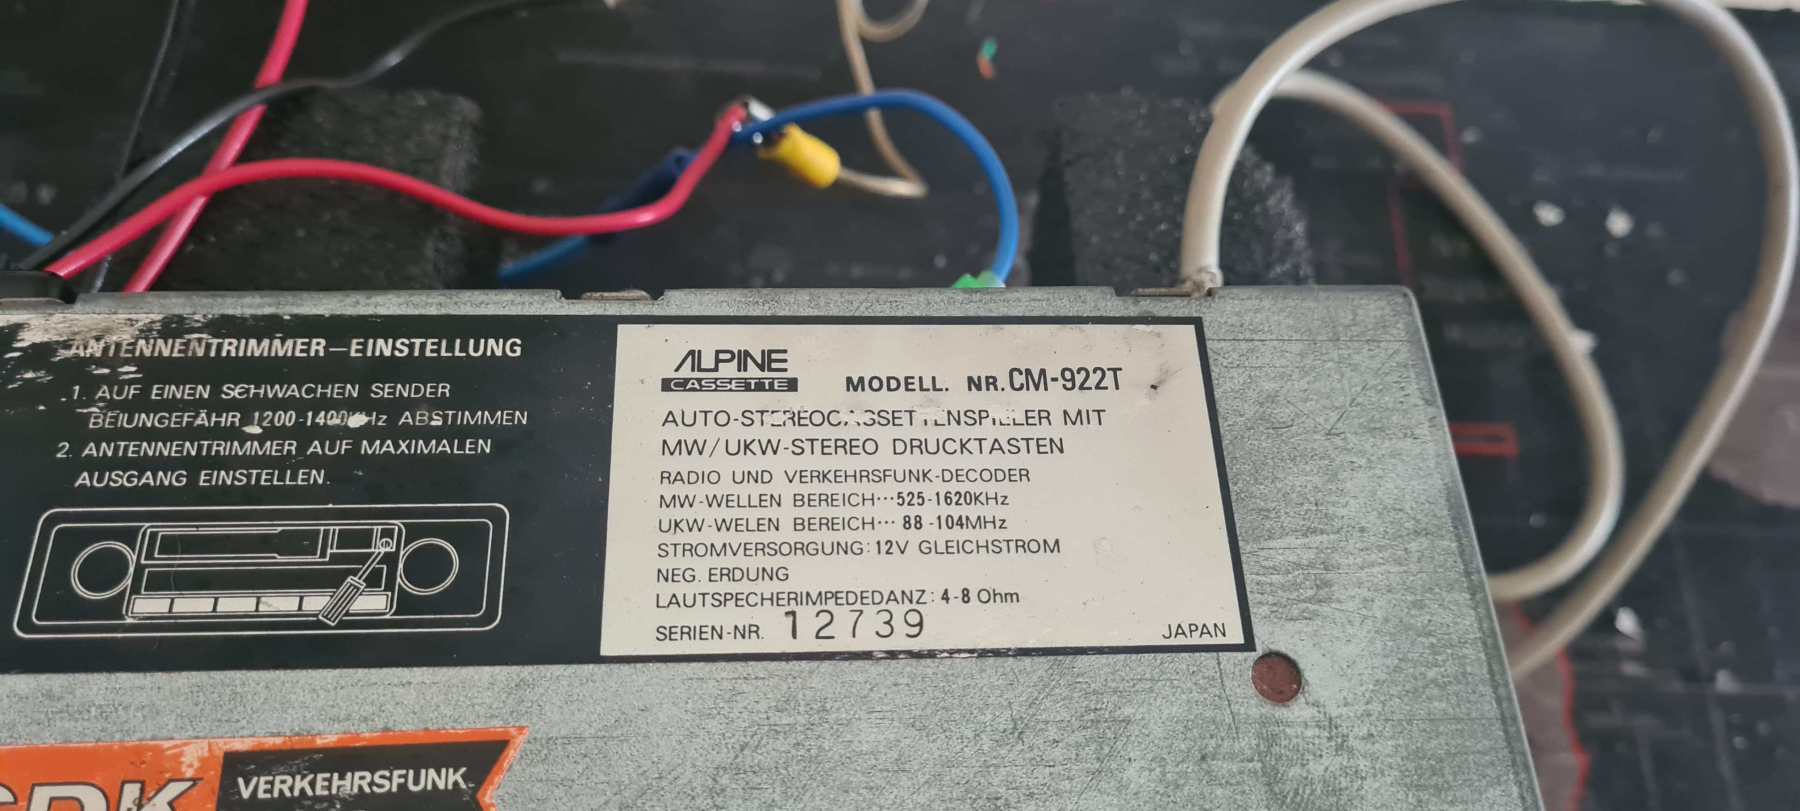 ANTENNENTRIMMER-EINSTELLUNG
1. AUF EINEN SCHWACHEN SENDER
BEIUNGEFÄHR 1200-1400KHz ABSTIMMEN
2. ANTENNENTRIMMER AUF MAXIMALEN
AUSGANG EINSTELLEN.
ALPINE
CASSETTE
MODELL. NR. CM-922T
AUTO-STEREOCASSETTENSPIELER MIT
MW/UKW-STEREO DRUCKTASTEN
RADIO UND VERKEHRSFUNK-DECODER
MW-WELLEN BEREICH···525-1620KHz
UKW-WELEN BEREICH··· 88-104MHz
STROMVERSORGUNG: 12V GLEICHSTROM
NEG. ERDUNG
LAUTSPECHERIMPEDEDANZ: 4-8 Ohm
SERIEN-NR. 12739
JAPAN
SDK
VERKEHRSFUNK